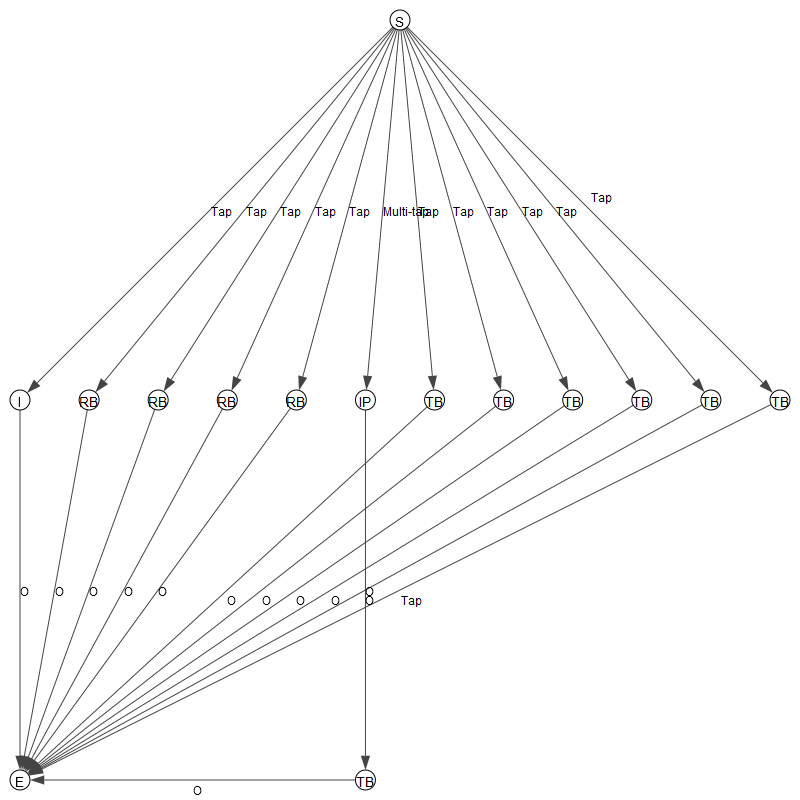 S
Tap
Tap Tap Tap Tap Tap Multi-tap Tap Tap Tap Tap Tap
I RB RB RB RB IP TB TB TB TB TB TB
O O O O O O
O O O O O Tap
E TB
O